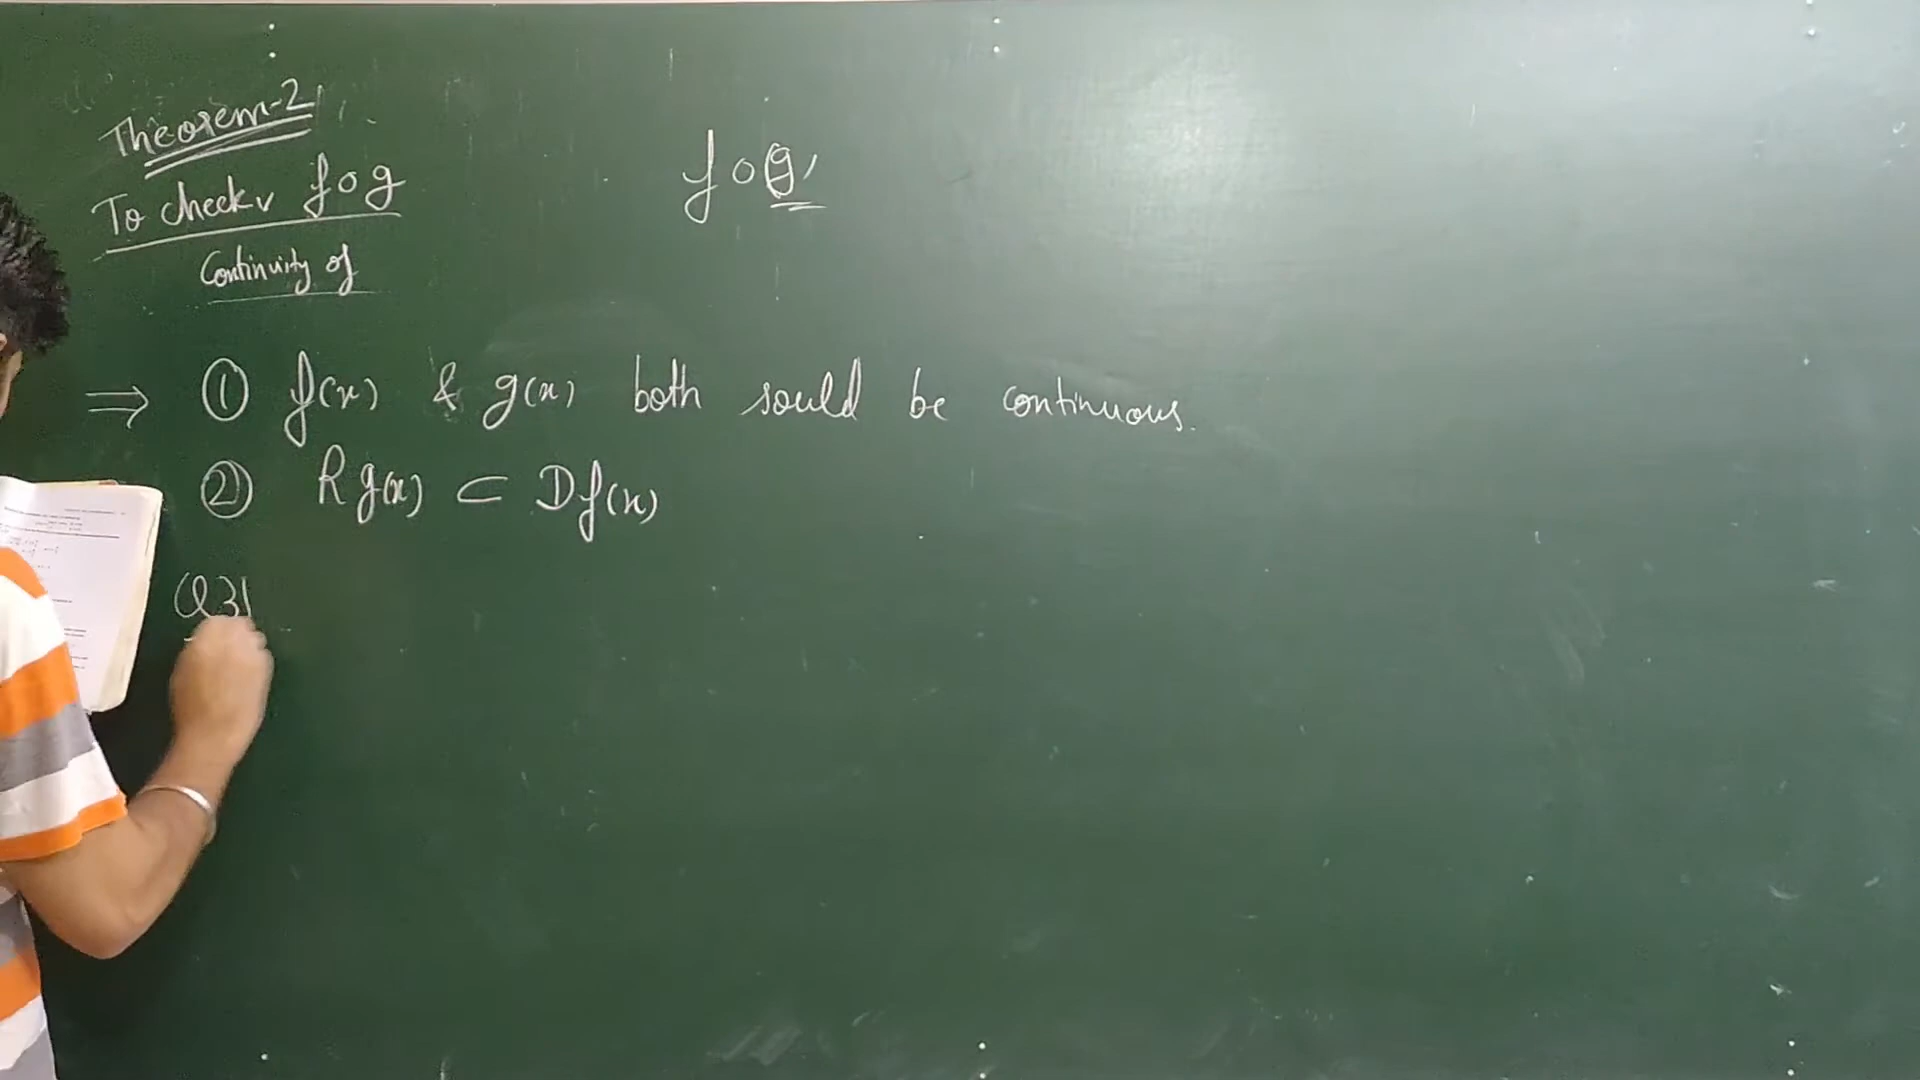 Theorem-2
To check fog
Continuity of
fog
⇒ ① f(x) & g(x) both sould be continuous.
② Rg(x) ⊂ Df(x)
Q31